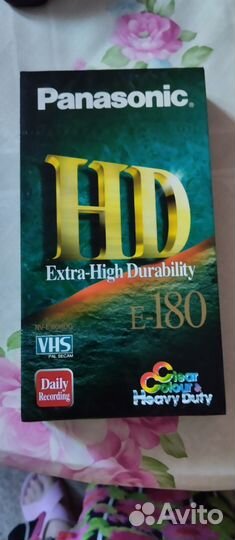 Panasonic®
HD
Extra-High Durability
E-180
VHS
PAL SECAM
Daily
Recording
Clear
Colour &
Heavy Duty
Avito